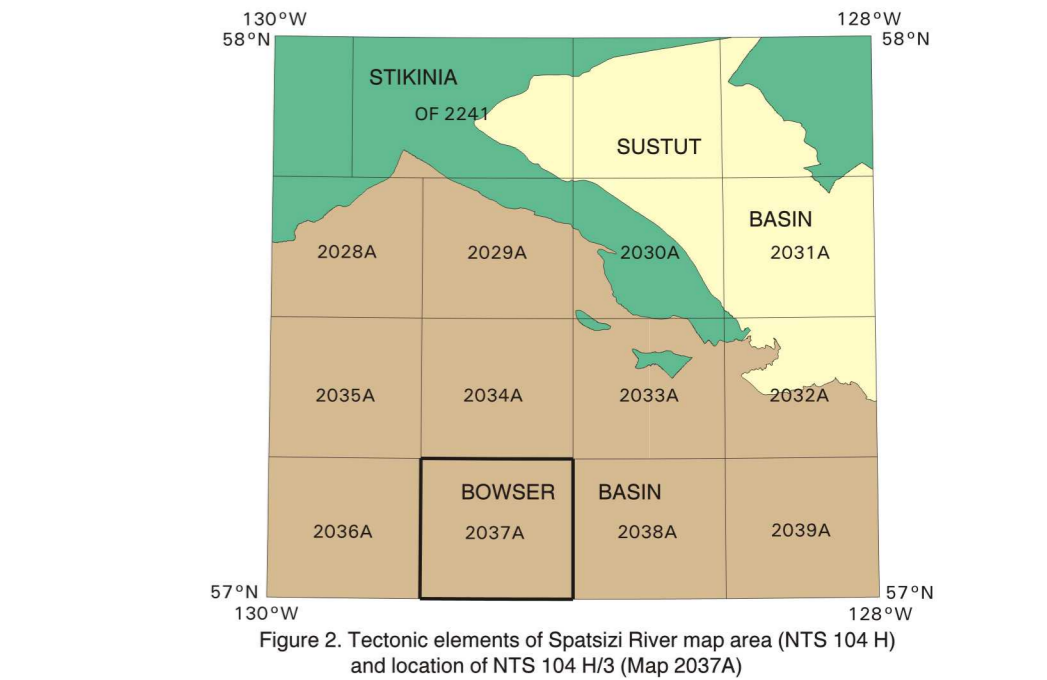 130°W 128°W
58°N 58°N
STIKINIA
OF 2241
SUSTUT
BASIN
2028A 2029A 2030A 2031A
2035A 2034A 2033A 2032A
BOWSER BASIN
2036A 2037A 2038A 2039A
57°N 57°N
130°W 128°W
Figure 2. Tectonic elements of Spatsizi River map area (NTS 104 H)
and location of NTS 104 H/3 (Map 2037A)